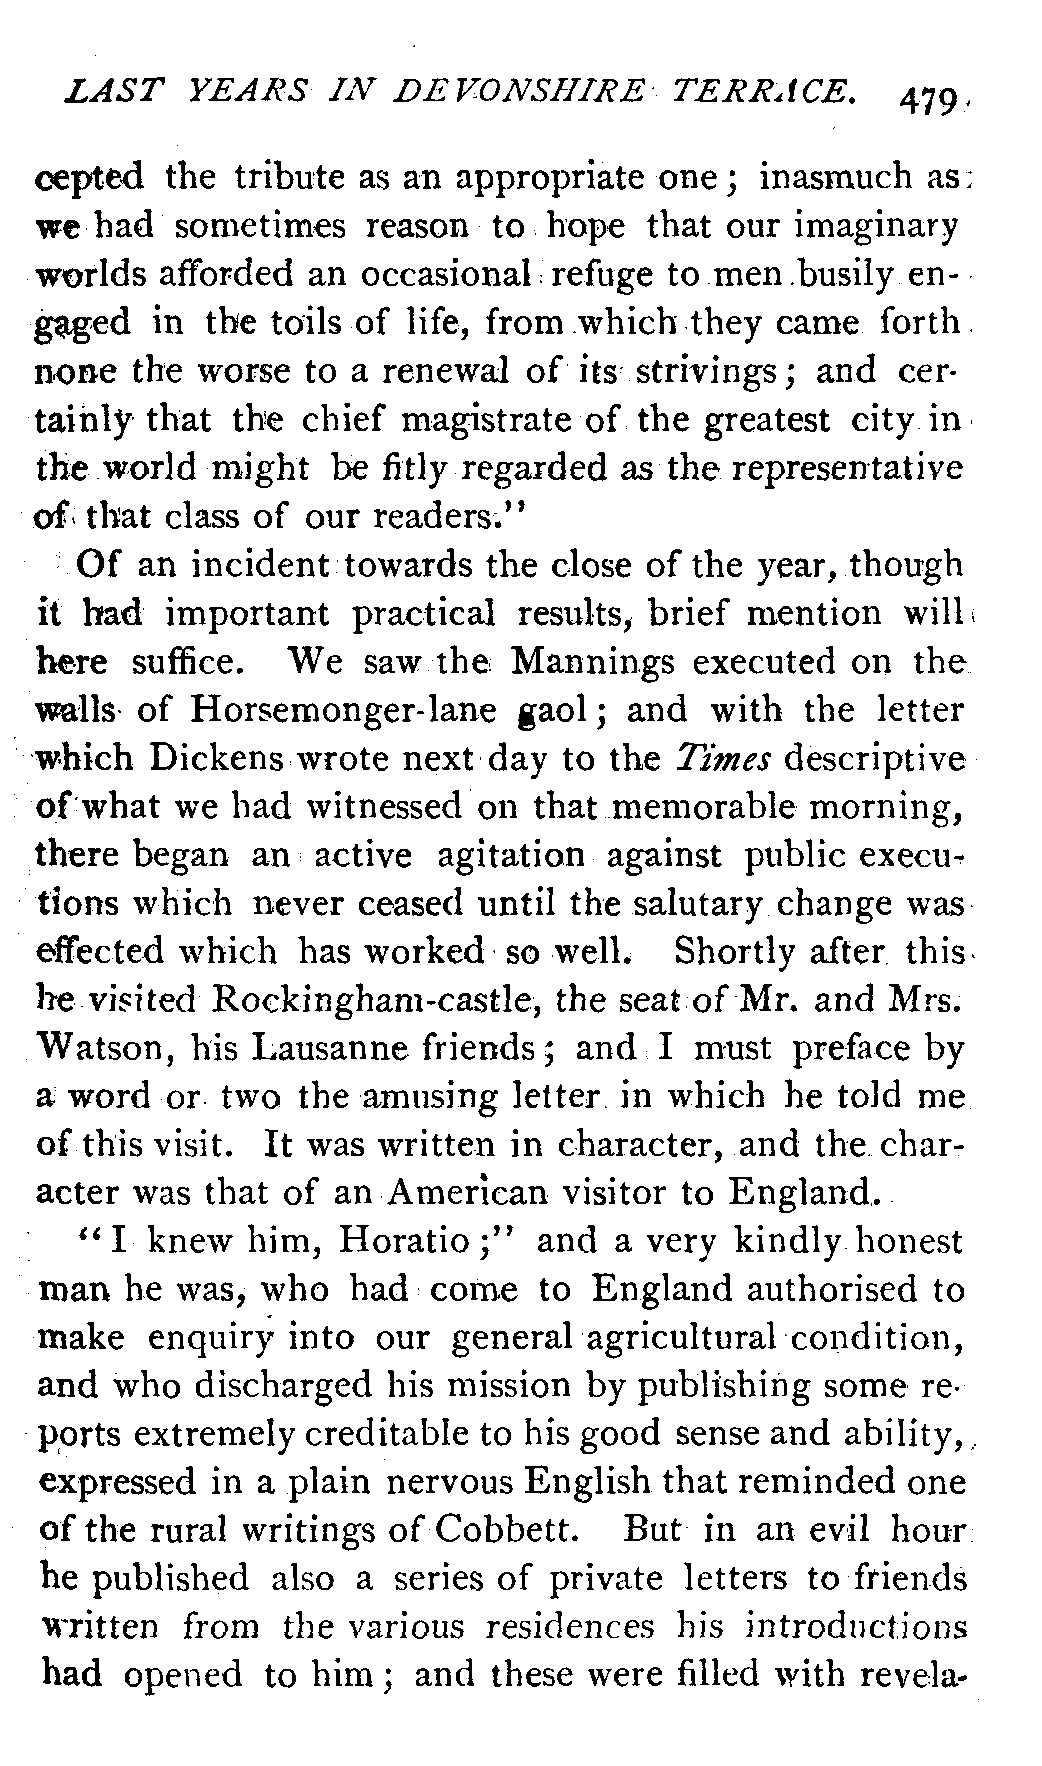 LAST YEARS IN DEVONSHIRE TERRACE. 479
cepted the tribute as an appropriate one; inasmuch as
we had sometimes reason to hope that our imaginary
worlds afforded an occasional refuge to men busily en-
gaged in the toils of life, from which they came forth
none the worse to a renewal of its strivings; and cer-
tainly that the chief magistrate of the greatest city in
the world might be fitly regarded as the representative
of that class of our readers."
Of an incident towards the close of the year, though
it had important practical results, brief mention will
here suffice. We saw the Mannings executed on the
walls of Horsemonger-lane gaol; and with the letter
which Dickens wrote next day to the Times descriptive
of what we had witnessed on that memorable morning,
there began an active agitation against public execu-
tions which never ceased until the salutary change was
effected which has worked so well. Shortly after this
he visited Rockingham-castle, the seat of Mr. and Mrs.
Watson, his Lausanne friends; and I must preface by
a word or two the amusing letter in which he told me
of this visit. It was written in character, and the char-
acter was that of an American visitor to England.
"I knew him, Horatio;" and a very kindly honest
man he was, who had come to England authorised to
make enquiry into our general agricultural condition,
and who discharged his mission by publishing some re-
ports extremely creditable to his good sense and ability,
expressed in a plain nervous English that reminded one
of the rural writings of Cobbett. But in an evil hour
he published also a series of private letters to friends
written from the various residences his introductions
had opened to him; and these were filled with revela-